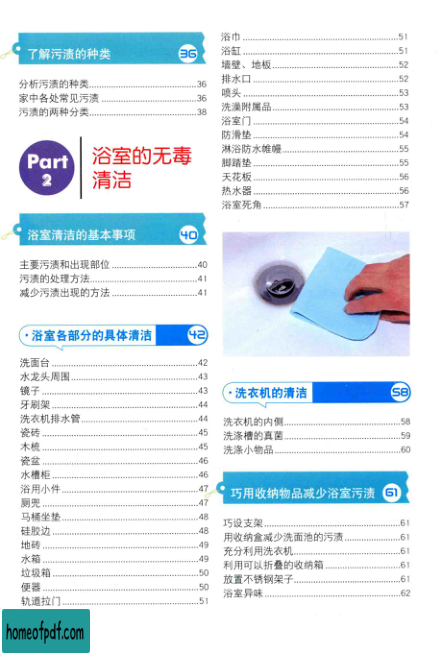 了解污渍的种类 36
分析污渍的种类 36
家中各处常见污渍 36
污渍的两种分类 38
Part 2
浴室的无毒
清洁
浴室清洁的基本事项 40
主要污渍和出现部位 40
污渍的处理方法 41
减少污渍出现的方法 41
·浴室各部分的具体清洁 42
洗面台 42
水龙头周围 43
镜子 43
牙刷架 44
洗衣机排水管 44
瓷砖 45
木梳 45
瓷盆 46
水槽柜 46
浴用小件 47
厕兜 47
马桶坐垫 48
硅胶边 48
地砖 49
水箱 49
垃圾箱 50
便器 50
轨道拉门 51
浴巾 51
浴缸 51
墙壁、地板 52
排水口 52
喷头 53
洗澡附属品 53
浴室门 54
防滑垫 54
淋浴防水帷幔 55
脚踏垫 55
天花板 56
热水器 56
浴室死角 57
·洗衣机的清洁 58
洗衣机的内侧 58
洗涤槽的真菌 59
洗涤小物品 60
巧用收纳物品减少浴室污渍 61
巧设支架 61
用收纳盒减少洗面池的污渍 61
充分利用洗衣机 61
利用可以折叠的收纳箱 61
放置不锈钢架子 61
浴室异味 62
homeofpdf.com